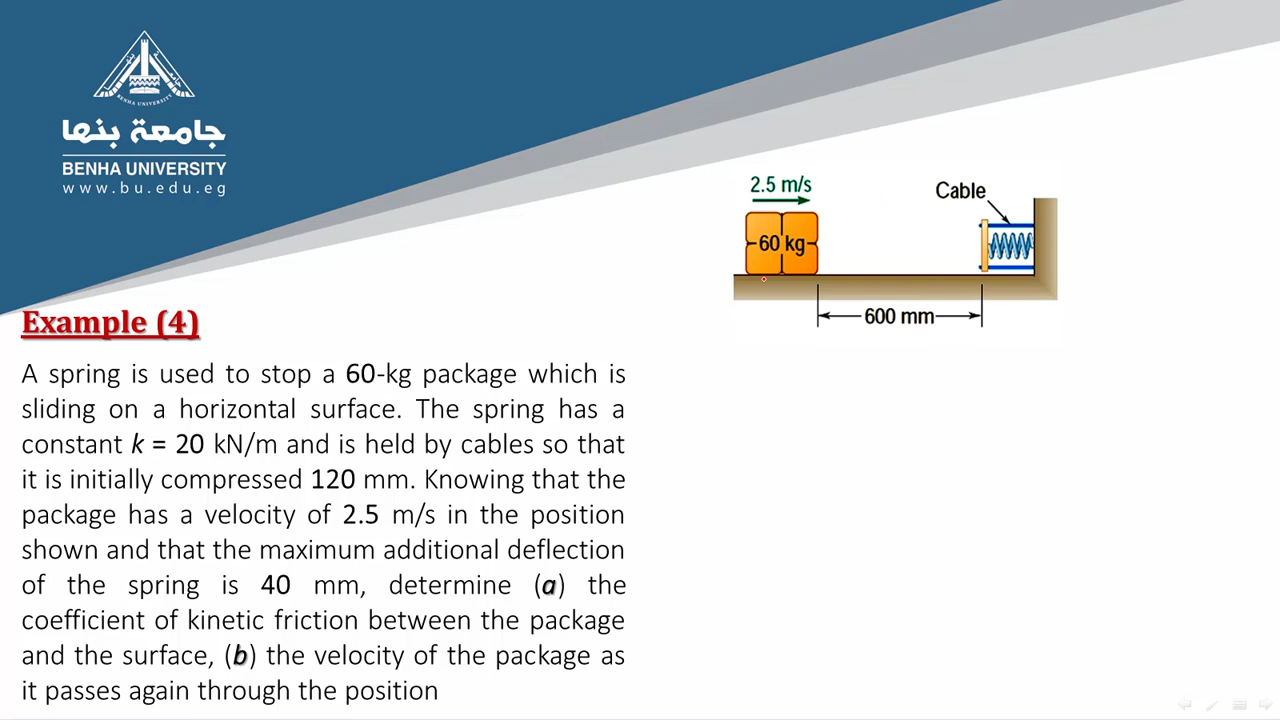 جامعة بنها
BENHA UNIVERSITY
www.bu.edu.eg
2.5 m/s
Cable
60 kg
600 mm
Example (4)
A spring is used to stop a 60-kg package which is
sliding on a horizontal surface. The spring has a
constant k = 20 kN/m and is held by cables so that
it is initially compressed 120 mm. Knowing that the
package has a velocity of 2.5 m/s in the position
shown and that the maximum additional deflection
of the spring is 40 mm, determine (a) the
coefficient of kinetic friction between the package
and the surface, (b) the velocity of the package as
it passes again through the position